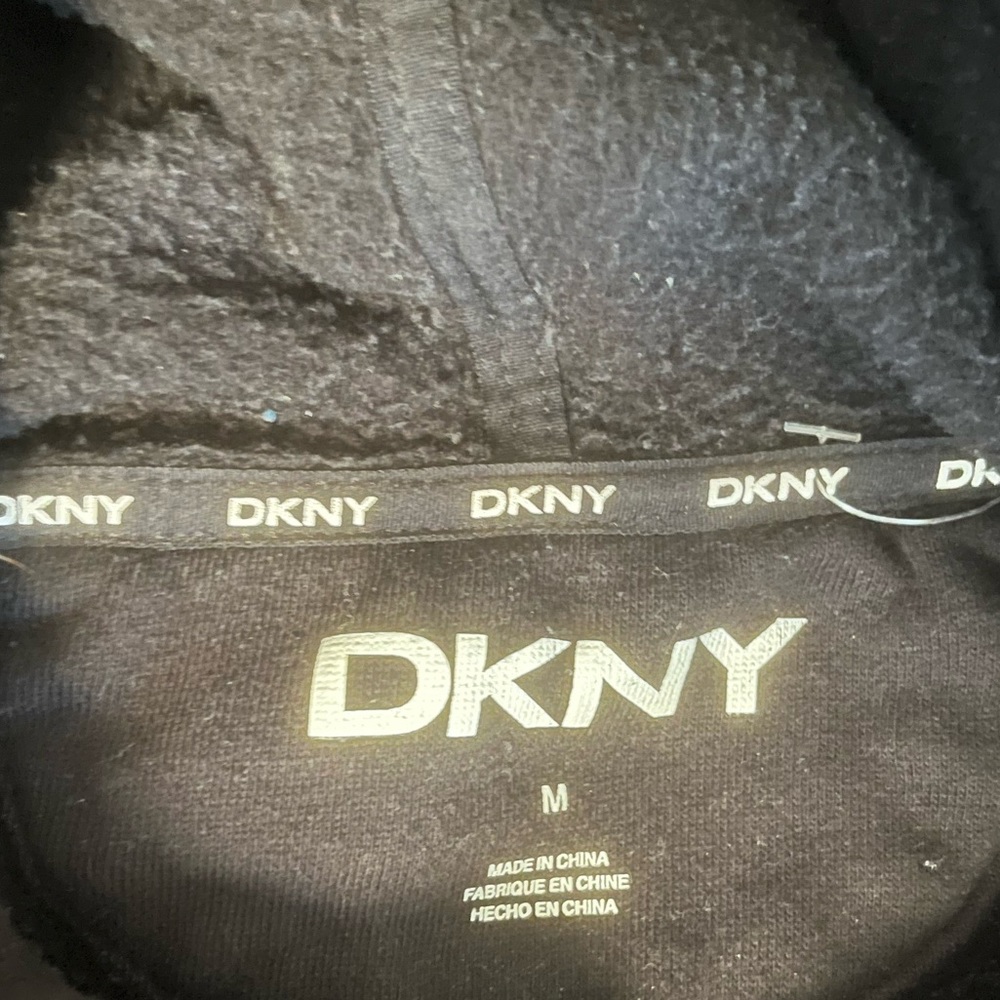 DKNY DKNY DKNY DKNY DK
DKNY
M
MADE IN CHINA
FABRIQUE EN CHINE
HECHO EN CHINA